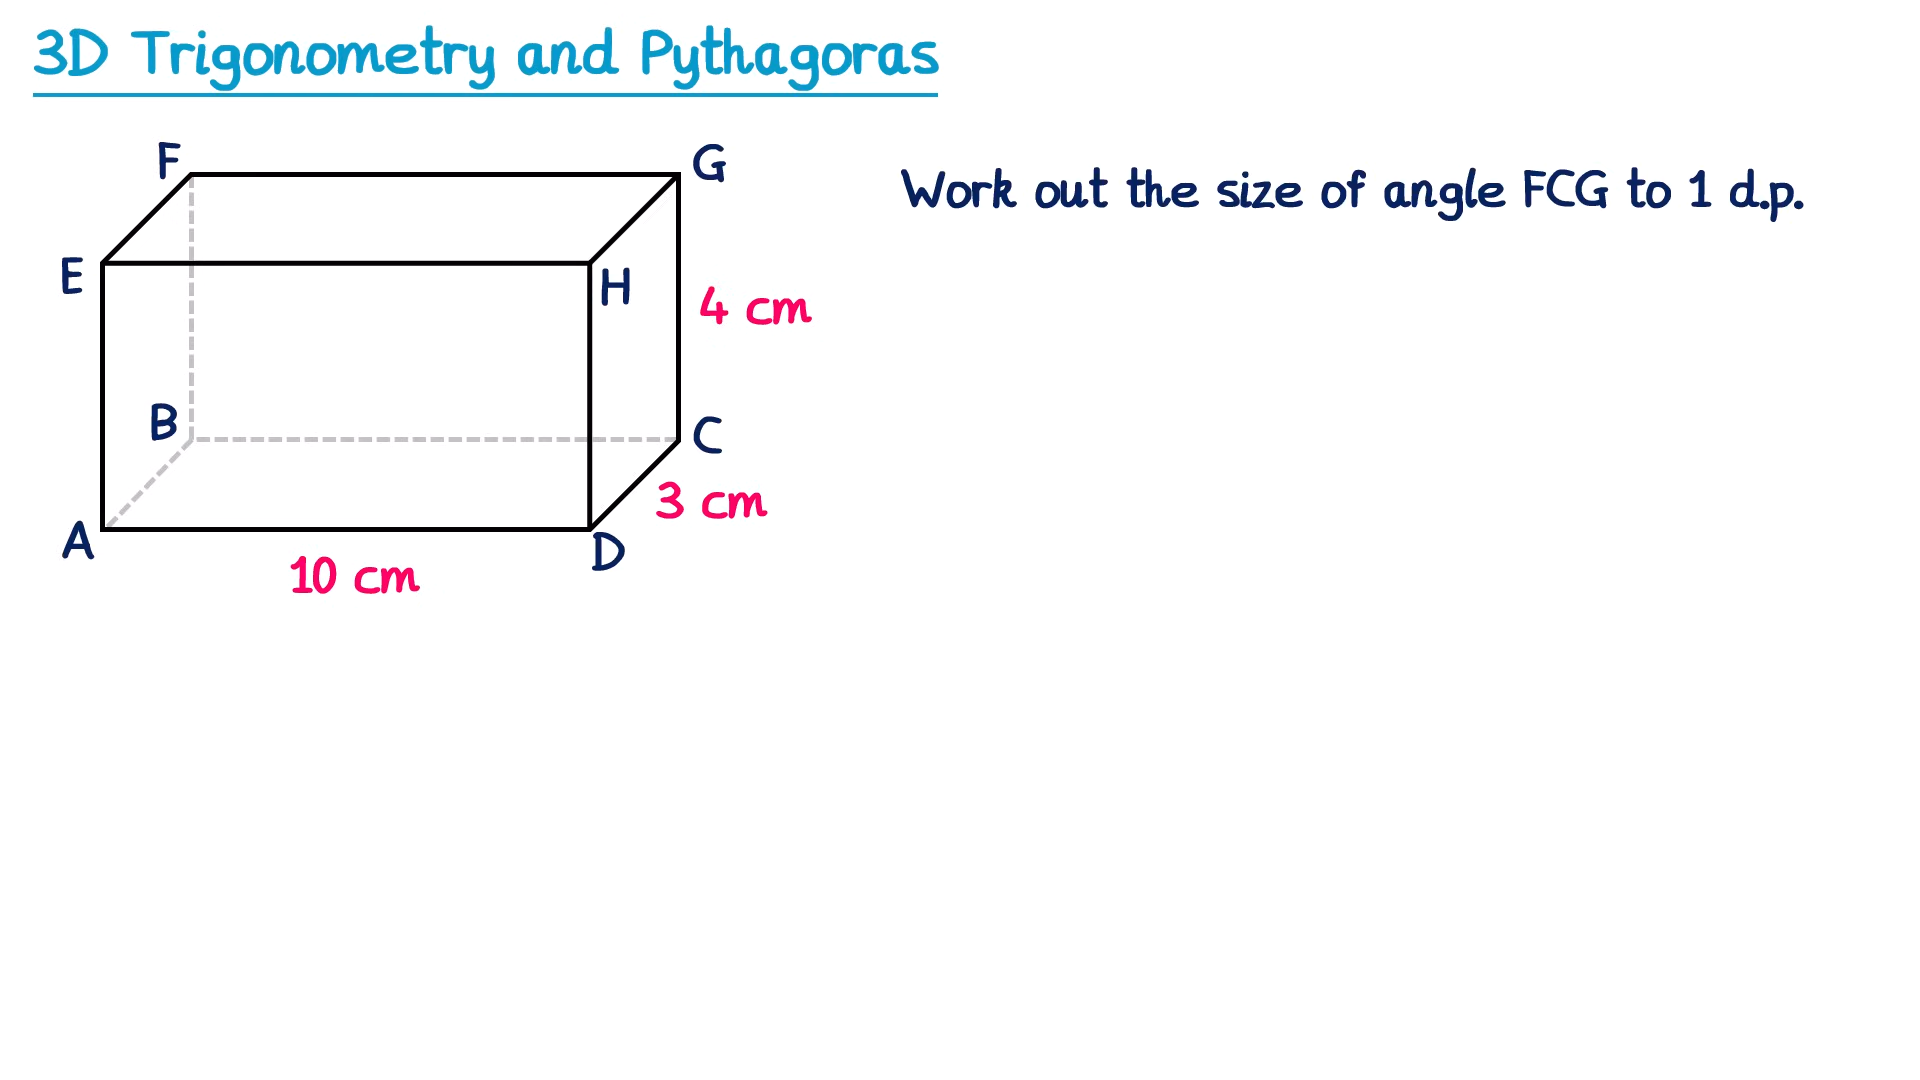 3D Trigonometry and Pythagoras
F
G
Work out the size of angle FCG to 1 d.p.
E
H
4 cm
B
C
3 cm
A
D
10 cm